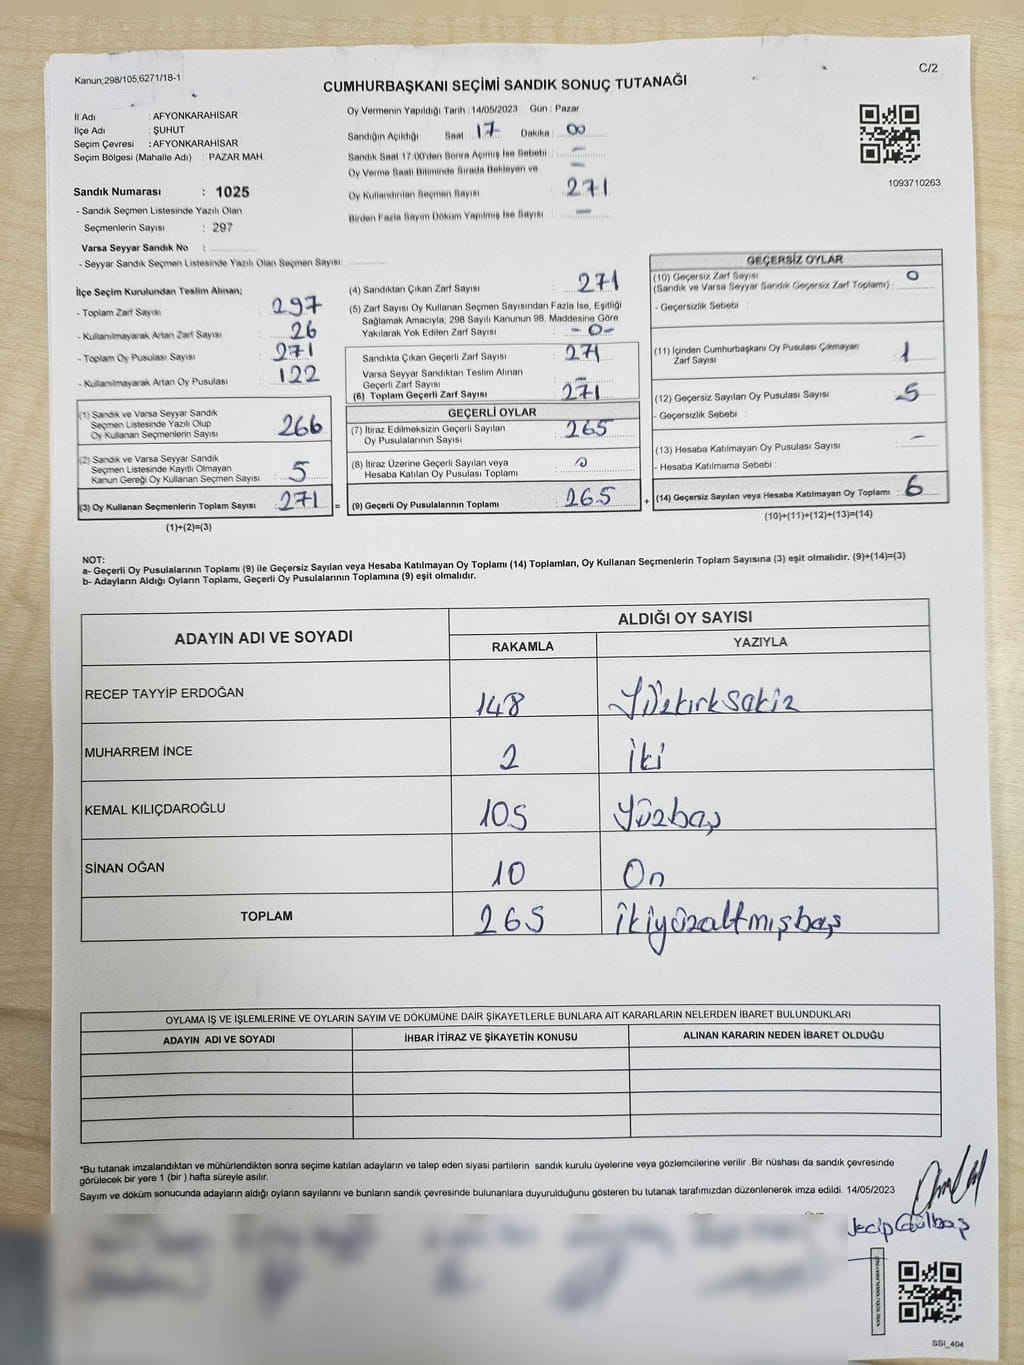 Kanun;298/105;6271/18-1
C/2
CUMHURBAŞKANI SEÇİMİ SANDIK SONUÇ TUTANAĞI
İl Adı : AFYONKARAHİSAR
İlçe Adı : ŞUHUT
Seçim Çevresi : AFYONKARAHİSAR
Seçim Bölgesi (Mahalle Adı) : PAZAR MAH.
Sandık Numarası : 1025
- Sandık Seçmen Listesinde Yazılı Olan
Seçmenlerin Sayısı : 297
Varsa Seyyar Sandık No :
- Seyyar Sandık Seçmen Listesinde Yazılı Olan Seçmen Sayısı:
Oy Vermenin Yapıldığı Tarih : 14/05/2023 Gün : Pazar
Sandığın Açıldığı Saat : 17 Dakika : 00
Sandık Saat 17:00'den Sonra Açımış İse Sebebi : –
Oy Verme Saati Bitiminde Sırada Bekleyen ve –
Oy Kullandırılan Seçmen Sayısı : 271
Birden Fazla Sayım Döküm Yapılmış İse Sayısı : –
1093710263
İlçe Seçim Kurulundan Teslim Alınan;
- Toplam Zarf Sayısı : 297
- Kullanılmayarak Artan Zarf Sayısı : 26
- Toplam Oy Pusulası Sayısı : 271
- Kullanılmayarak Artan Oy Pusulası : 122
(1) Sandık ve Varsa Seyyar Sandık
Seçmen Listesinde Yazılı Olup
Oy Kullanan Seçmenlerin Sayısı : 266
(2) Sandık ve Varsa Seyyar Sandık
Seçmen Listesinde Kayıtlı Olmayan
Kanun Gereği Oy Kullanan Seçmen Sayısı : 5
(3) Oy Kullanan Seçmenlerin Toplam Sayısı : 271 =
(1)+(2)=(3)
(4) Sandıktan Çıkan Zarf Sayısı : 271
(5) Zarf Sayısı Oy Kullanan Seçmen Sayısından Fazla İse, Eşitliği
Sağlamak Amacıyla; 298 Sayılı Kanunun 98. Maddesine Göre
Yakılarak Yok Edilen Zarf Sayısı : -0-
Sandıkta Çıkan Geçerli Zarf Sayısı : 271
Varsa Seyyar Sandıktan Teslim Alınan
Geçerli Zarf Sayısı : –
(6) Toplam Geçerli Zarf Sayısı : 271
GEÇERLİ OYLAR
(7) İtiraz Edilmeksizin Geçerli Sayılan
Oy Pusulalarının Sayısı : 265
(8) İtiraz Üzerine Geçerli Sayılan veya
Hesaba Katılan Oy Pusulası Toplamı : 0
(9) Geçerli Oy Pusulalarının Toplamı : 265 +
GEÇERSİZ OYLAR
(10) Geçersiz Zarf Sayısı
(Sandık ve Varsa Seyyar Sandık Geçersiz Zarf Toplamı) : 0
- Geçersizlik Sebebi :
(11) İçinden Cumhurbaşkanı Oy Pusulası Çıkmayan
Zarf Sayısı : 1
(12) Geçersiz Sayılan Oy Pusulası Sayısı : 5
- Geçersizlik Sebebi :
(13) Hesaba Katılmayan Oy Pusulası Sayısı : –
- Hesaba Katılmama Sebebi :
(14) Geçersiz Sayılan veya Hesaba Katılmayan Oy Toplamı : 6
(10)+(11)+(12)+(13)=(14)
NOT:
a- Geçerli Oy Pusulalarının Toplamı (9) ile Geçersiz Sayılan veya Hesaba Katılmayan Oy Toplamı (14) Toplamları, Oy Kullanan Seçmenlerin Toplam Sayısına (3) eşit olmalıdır. (9)+(14)=(3)
b- Adayların Aldığı Oyların Toplamı, Geçerli Oy Pusulalarının Toplamına (9) eşit olmalıdır.
ADAYIN ADI VE SOYADI ALDIĞI OY SAYISI
RAKAMLA YAZIYLA
RECEP TAYYİP ERDOĞAN 148 Yüzkırksekiz
MUHARREM İNCE 2 İki
KEMAL KILIÇDAROĞLU 105 Yüzbeş
SİNAN OĞAN 10 On
TOPLAM 265 İkiyüzaltmışbeş
OYLAMA İŞ VE İŞLEMLERİNE VE OYLARIN SAYIM VE DÖKÜMÜNE DAİR ŞİKAYETLERLE BUNLARA AİT KARARLARIN NELERDEN İBARET BULUNDUKLARI
ADAYIN ADI VE SOYADI İHBAR İTİRAZ VE ŞİKAYETİN KONUSU ALINAN KARARIN NEDEN İBARET OLDUĞU
*Bu tutanak imzalandıktan ve mühürlendikten sonra seçime katılan adayların ve talep eden siyasi partilerin sandık kurulu üyelerine veya gözlemcilerine verilir .Bir nüshası da sandık çevresinde
görülecek bir yere 1 (bir ) hafta süreyle asılır.
Sayım ve döküm sonucunda adayların aldığı oyların sayılarını ve bunların sandık çevresinde bulunanlara duyurulduğunu gösteren bu tutanak tarafımızdan düzenlenerek imza edildi. 14/05/2023
Gülbaş
SSI_404